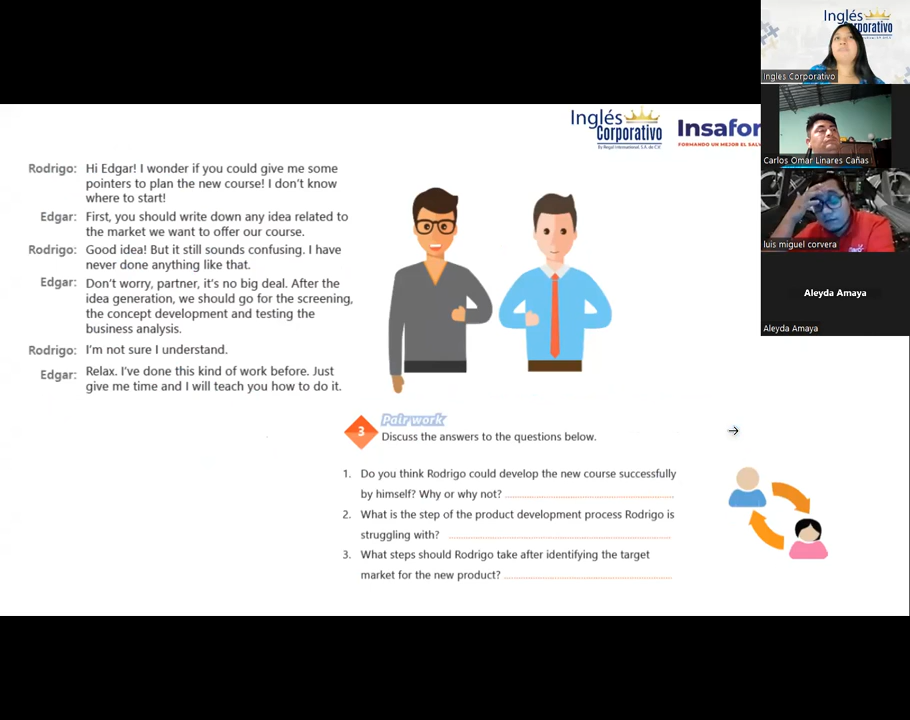 Inglés
Corporativo
By Regal International, S.A. de C.V.
Insafor
FORMANDO UN MEJOR EL SALV
Rodrigo: Hi Edgar! I wonder if you could give me some
pointers to plan the new course! I don't know
where to start!
Edgar: First, you should write down any idea related to
the market we want to offer our course.
Rodrigo: Good idea! But it still sounds confusing. I have
never done anything like that.
Edgar: Don't worry, partner, it's no big deal. After the
idea generation, we should go for the screening,
the concept development and testing the
business analysis.
Rodrigo: I'm not sure I understand.
Edgar: Relax. I've done this kind of work before. Just
give me time and I will teach you how to do it.
3
Pair work
Discuss the answers to the questions below.
1. Do you think Rodrigo could develop the new course successfully
by himself? Why or why not?
2. What is the step of the product development process Rodrigo is
struggling with?
3. What steps should Rodrigo take after identifying the target
market for the new product?
Inglés
Ingles Corporativo
Carlos Omar Linares Cañas
luis miguel corvera
Aleyda Amaya
Aleyda Amaya